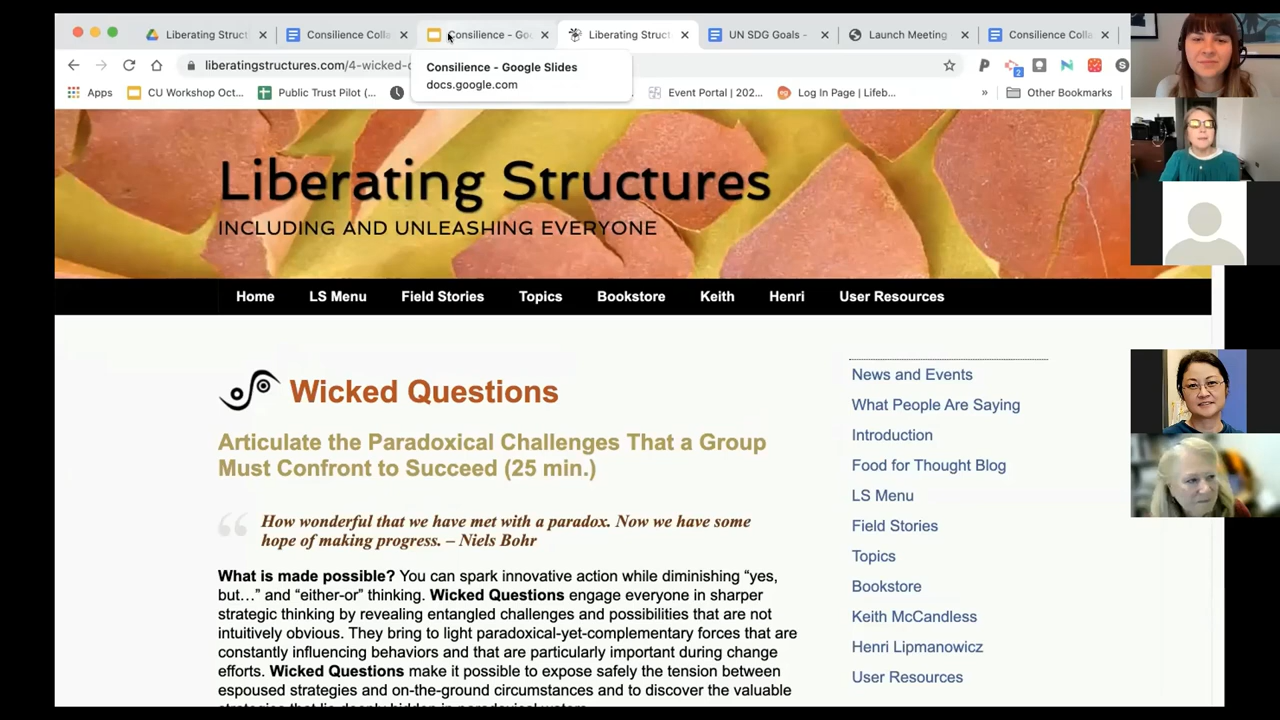 Liberating Struct
Consilience Colla
Consilience - Goo
Liberating Struct
UN SDG Goals -
Launch Meeting
Consilience Colla
liberatingstructures.com/4-wicked-
2
Consilience - Google Slides
docs.google.com
Apps
CU Workshop Oct...
Public Trust Pilot (...
Event Portal | 202...
Log In Page | Lifeb...
»
Other Bookmarks
Liberating Structures
INCLUDING AND UNLEASHING EVERYONE
Home
LS Menu
Field Stories
Topics
Bookstore
Keith
Henri
User Resources
Wicked Questions
Articulate the Paradoxical Challenges That a Group
Must Confront to Succeed (25 min.)
How wonderful that we have met with a paradox. Now we have some
hope of making progress. – Niels Bohr
What is made possible? You can spark innovative action while diminishing “yes,
but…” and “either-or” thinking. Wicked Questions engage everyone in sharper
strategic thinking by revealing entangled challenges and possibilities that are not
intuitively obvious. They bring to light paradoxical-yet-complementary forces that are
constantly influencing behaviors and that are particularly important during change
efforts. Wicked Questions make it possible to expose safely the tension between
espoused strategies and on-the-ground circumstances and to discover the valuable
News and Events
What People Are Saying
Introduction
Food for Thought Blog
LS Menu
Field Stories
Topics
Bookstore
Keith McCandless
Henri Lipmanowicz
User Resources